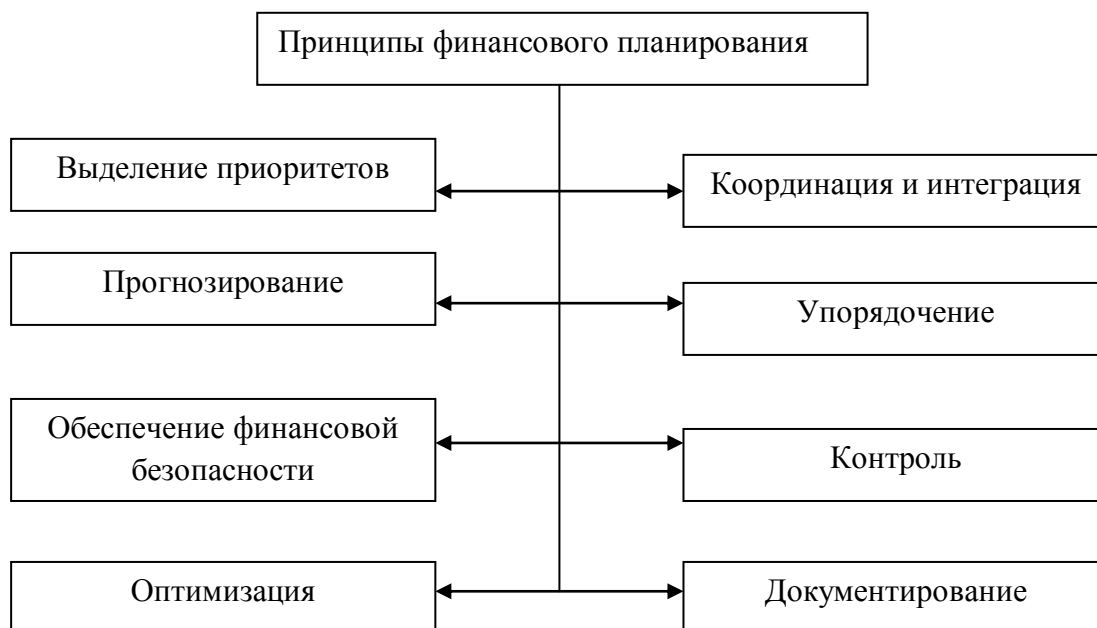 Принципы финансового планирования
Выделение приоритетов
Координация и интеграция
Прогнозирование
Упорядочение
Обеспечение финансовой
безопасности
Контроль
Оптимизация
Документирование